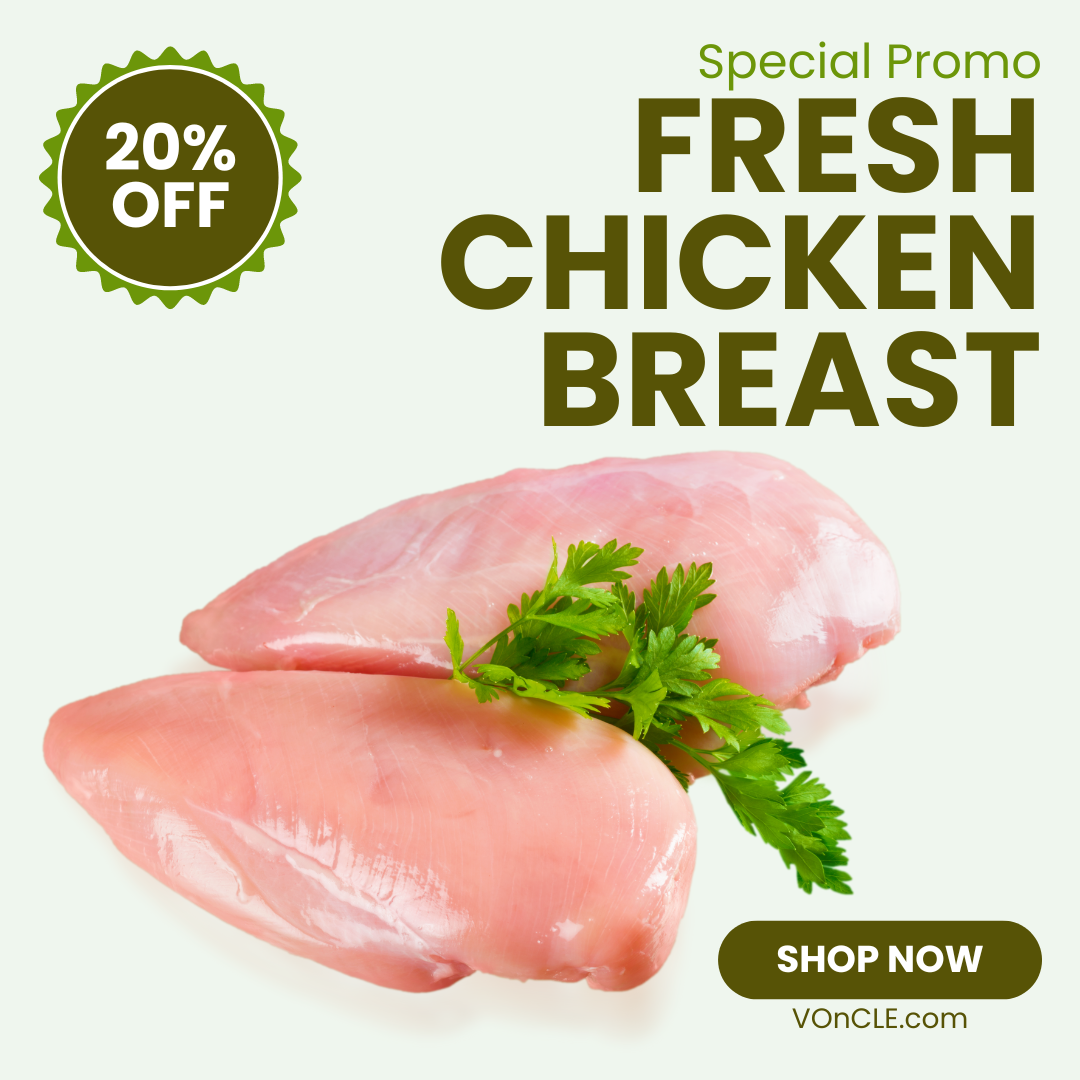 Special Promo
FRESH
CHICKEN
BREAST
20%
OFF
SHOP NOW
VOnCLE.com